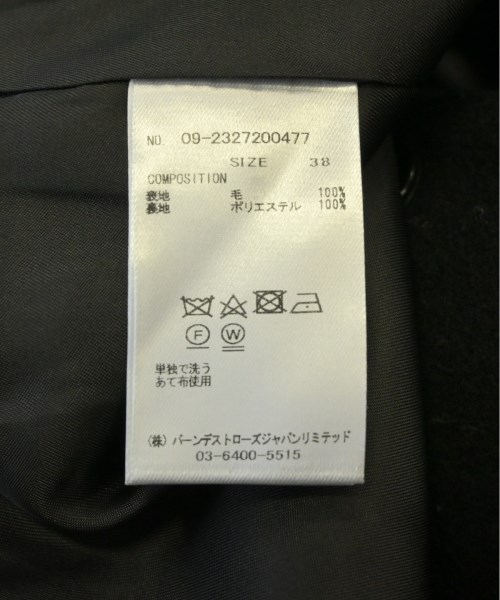 NO. 09-2327200477
SIZE 38
COMPOSITION
表地 毛 100%
裏地 ポリエステル 100%
F W
単独で洗う
あて布使用
(株) バーンデストローズジャパンリミテッド
03-6400-5515